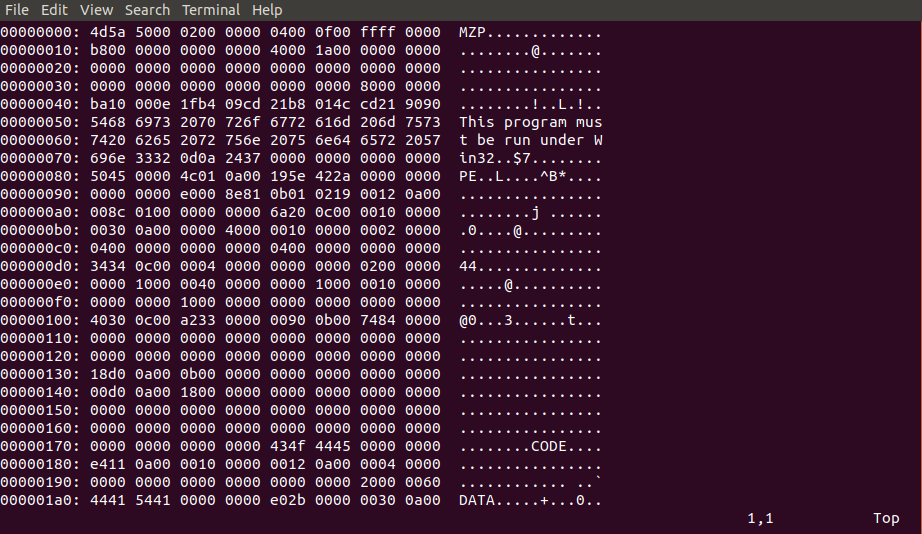 File Edit View Search Terminal Help
00000000: 4d5a 5000 0200 0000 0400 0f00 ffff 0000  MZP.............
00000010: b800 0000 0000 0000 4000 1a00 0000 0000  ........@.......
00000020: 0000 0000 0000 0000 0000 0000 0000 0000  ................
00000030: 0000 0000 0000 0000 0000 0000 8000 0000  ................
00000040: ba10 000e 1fb4 09cd 21b8 014c cd21 9090  ........!..L.!..
00000050: 5468 6973 2070 726f 6772 616d 206d 7573  This program mus
00000060: 7420 6265 2072 756e 2075 6e64 6572 2057  t be run under W
00000070: 696e 3332 0d0a 2437 0000 0000 0000 0000  in32..$7........
00000080: 5045 0000 4c01 0a00 195e 422a 0000 0000  PE..L....^B*....
00000090: 0000 0000 e000 8e81 0b01 0219 0012 0a00  ................
000000a0: 008c 0100 0000 0000 6a20 0c00 0010 0000  ........j ......
000000b0: 0030 0a00 0000 4000 0010 0000 0002 0000  .0....@.........
000000c0: 0400 0000 0000 0000 0400 0000 0000 0000  ................
000000d0: 3434 0c00 0004 0000 0000 0000 0200 0000  44..............
000000e0: 0000 1000 0040 0000 0000 1000 0010 0000  .....@..........
000000f0: 0000 0000 1000 0000 0000 0000 0000 0000  ................
00000100: 4030 0c00 a233 0000 0090 0b00 7484 0000  @0...3......t...
00000110: 0000 0000 0000 0000 0000 0000 0000 0000  ................
00000120: 0000 0000 0000 0000 0000 0000 0000 0000  ................
00000130: 18d0 0a00 0b00 0000 0000 0000 0000 0000  ................
00000140: 00d0 0a00 1800 0000 0000 0000 0000 0000  ................
00000150: 0000 0000 0000 0000 0000 0000 0000 0000  ................
00000160: 0000 0000 0000 0000 0000 0000 0000 0000  ................
00000170: 0000 0000 0000 0000 434f 4445 0000 0000  ........CODE....
00000180: e411 0a00 0010 0000 0012 0a00 0004 0000  ................
00000190: 0000 0000 0000 0000 0000 0000 2000 0060  ............ ..`
000001a0: 4441 5441 0000 0000 e02b 0000 0030 0a00  DATA.....+...0..
1,1 Top